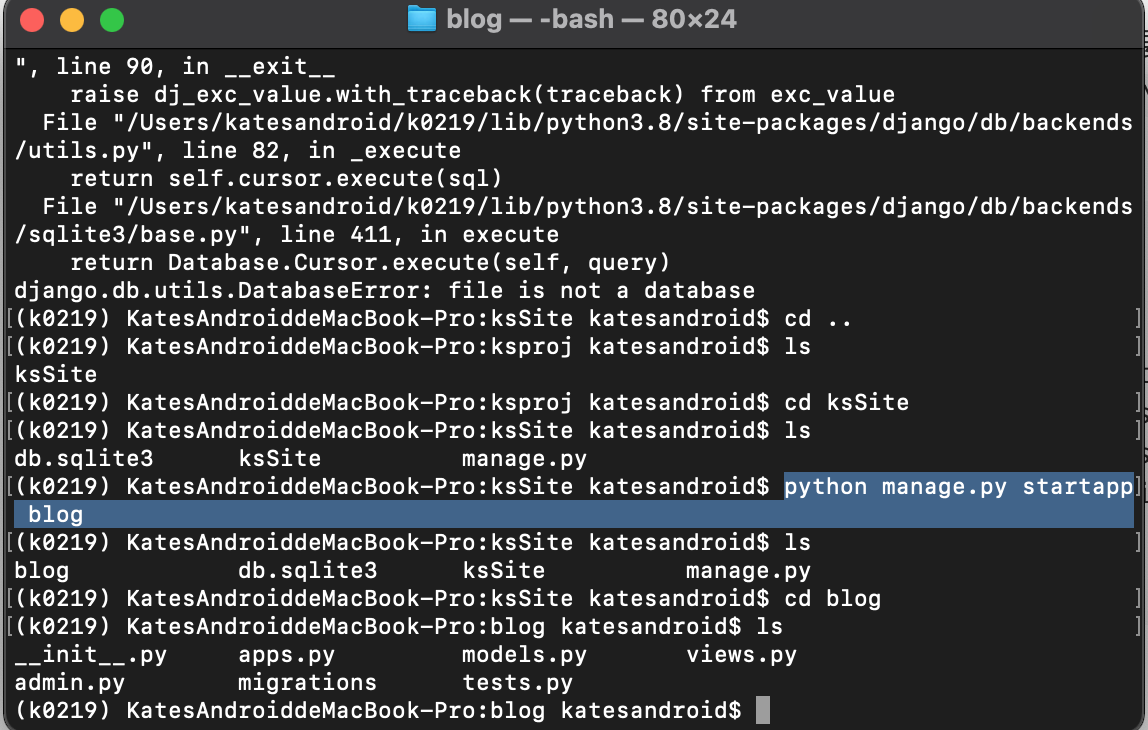 blog — -bash — 80×24
", line 90, in __exit__
    raise dj_exc_value.with_traceback(traceback) from exc_value
  File "/Users/katesandroid/k0219/lib/python3.8/site-packages/django/db/backends
/utils.py", line 82, in _execute
    return self.cursor.execute(sql)
  File "/Users/katesandroid/k0219/lib/python3.8/site-packages/django/db/backends
/sqlite3/base.py", line 411, in execute
    return Database.Cursor.execute(self, query)
django.db.utils.DatabaseError: file is not a database
[(k0219) KatesAndroiddeMacBook-Pro:ksSite katesandroid$ cd .. ]
[(k0219) KatesAndroiddeMacBook-Pro:ksproj katesandroid$ ls ]
ksSite
[(k0219) KatesAndroiddeMacBook-Pro:ksproj katesandroid$ cd ksSite ]
[(k0219) KatesAndroiddeMacBook-Pro:ksSite katesandroid$ ls ]
db.sqlite3      ksSite          manage.py
[(k0219) KatesAndroiddeMacBook-Pro:ksSite katesandroid$ python manage.py startapp]
 blog
[(k0219) KatesAndroiddeMacBook-Pro:ksSite katesandroid$ ls ]
blog            db.sqlite3      ksSite          manage.py
[(k0219) KatesAndroiddeMacBook-Pro:ksSite katesandroid$ cd blog ]
[(k0219) KatesAndroiddeMacBook-Pro:blog katesandroid$ ls ]
__init__.py     apps.py         models.py       views.py
admin.py        migrations      tests.py
(k0219) KatesAndroiddeMacBook-Pro:blog katesandroid$